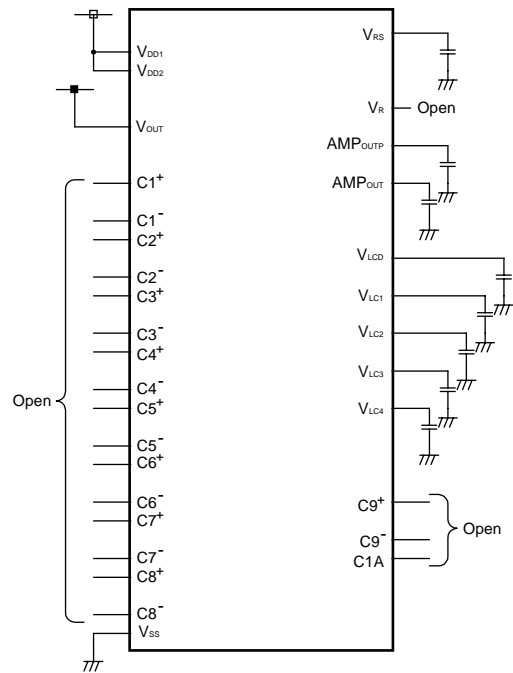 VDD1
VDD2
VOUT
C1+
C1-
C2+
C2-
C3+
C3-
C4+
C4-
C5+
C5-
C6+
C6-
C7+
C7-
C8+
C8-
VSS
Open
VRS
VR
Open
AMPOUTP
AMPOUT
VLCD
VLC1
VLC2
VLC3
VLC4
C9+
C9-
C1A
Open